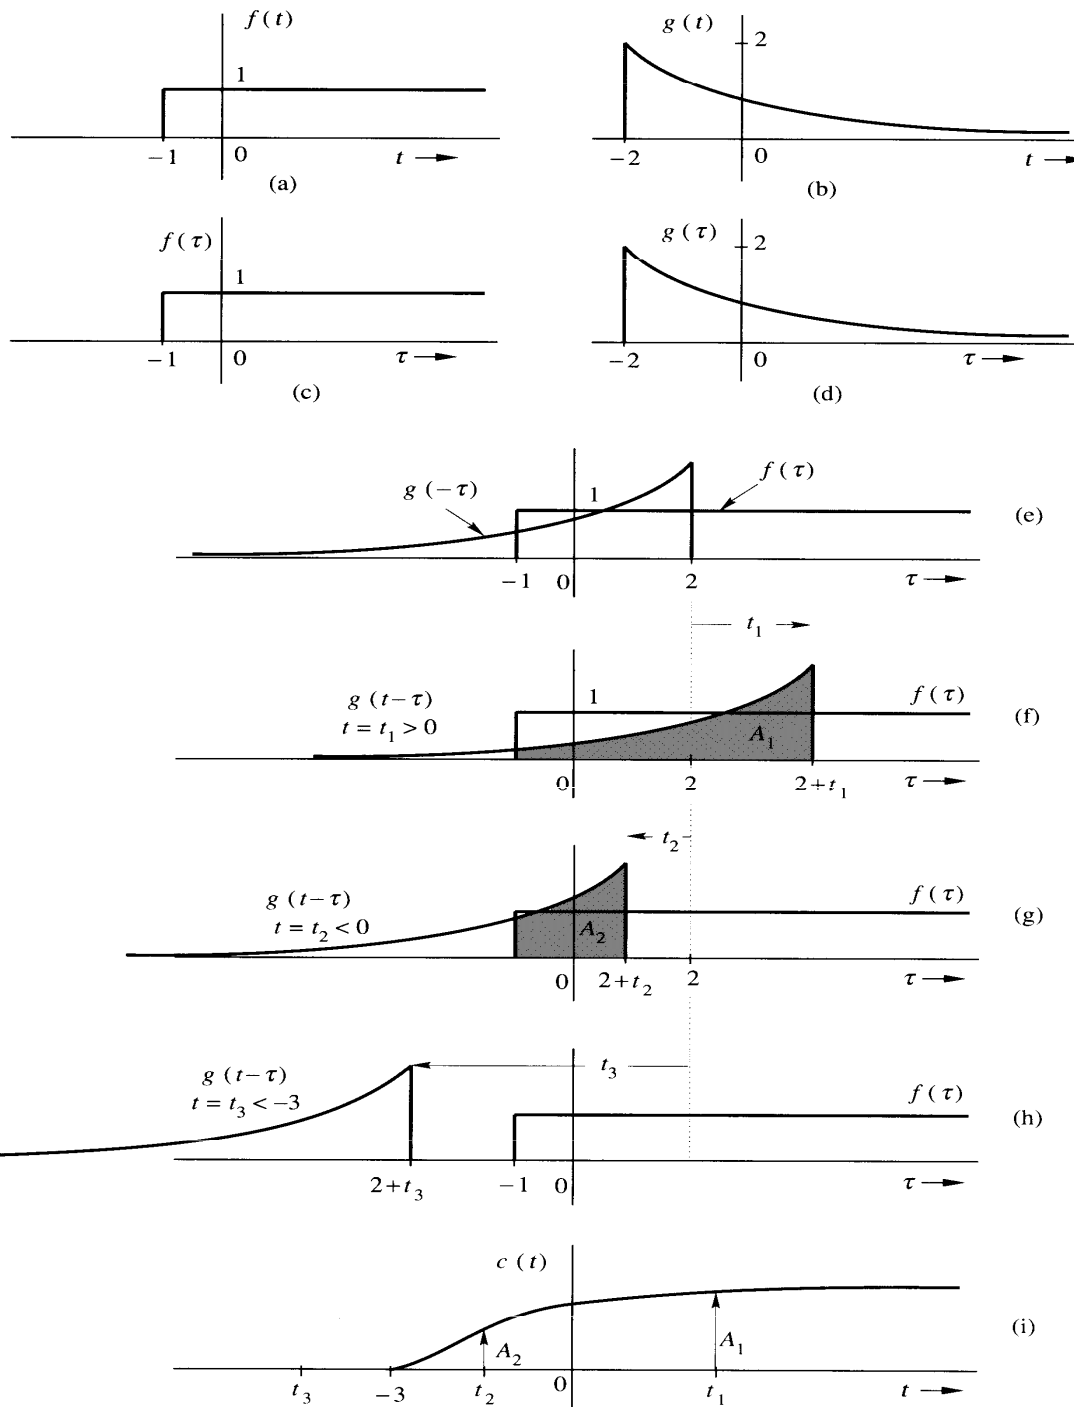 f(t)
1
-1
0
t
(a)
g(t)
2
-2
0
t
(b)
f(τ)
1
-1
0
τ
(c)
g(τ)
2
-2
0
τ
(d)
g(-τ)
1
f(τ)
-1
0
2
τ
(e)
t₁
g(t-τ)
t = t₁ > 0
1
f(τ)
A₁
0
2
2+t₁
τ
(f)
t₂
g(t-τ)
t = t₂ < 0
f(τ)
A₂
0
2+t₂
2
τ
(g)
t₃
g(t-τ)
t = t₃ < -3
f(τ)
2+t₃
-1
0
τ
(h)
c(t)
A₂
A₁
t₃
-3
t₂
0
t₁
t
(i)